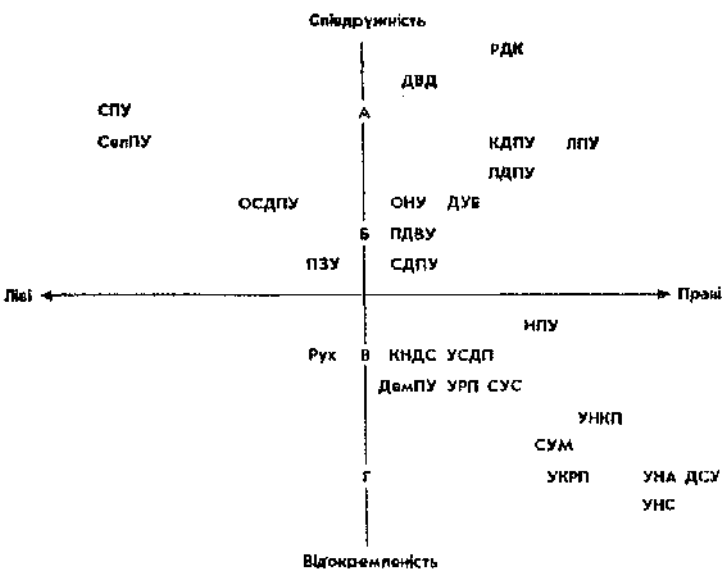 Співдружність
РДК
ДВД
СПУ
А
СелПУ КДПУ ЛПУ
ЛДПУ
ОСДПУ ОНУ ДУВ
Б ПДВУ
ПЗУ СДПУ
Ліві Праві
НПУ
Рух В КНДС УСДП
ДемПУ УРП СУС
УНКП
СУМ
Г УКРП УНА ДСУ
УНС
Відокремленість